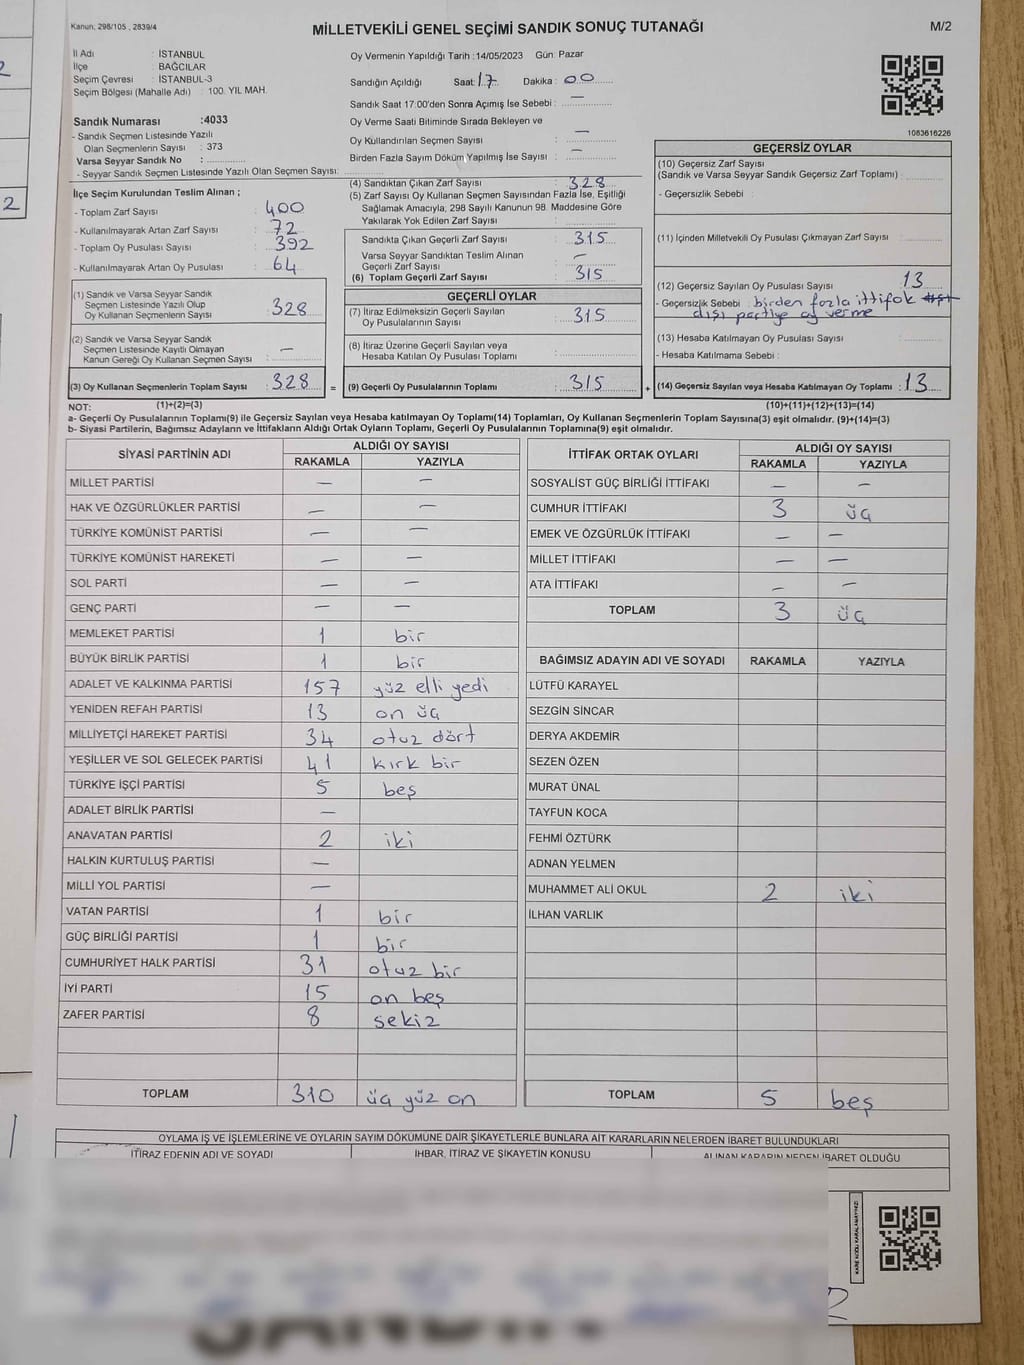 Kanun, 298/105 , 2839/4
MİLLETVEKİLİ GENEL SEÇİMİ SANDIK SONUÇ TUTANAĞI
M/2
İl Adı : İSTANBUL
İlçe : BAĞCILAR
Seçim Çevresi : İSTANBUL-3
Seçim Bölgesi (Mahalle Adı) : 100. YIL MAH.
Sandık Numarası :4033
- Sandık Seçmen Listesinde Yazılı
Olan Seçmenlerin Sayısı : 373
Varsa Seyyar Sandık No :
- Seyyar Sandık Seçmen Listesinde Yazılı Olan Seçmen Sayısı:
Oy Vermenin Yapıldığı Tarih :14/05/2023 Gün: Pazar
Sandığın Açıldığı Saat: 17 Dakika : 00
Sandık Saat 17:00'den Sonra Açımış İse Sebebi : —
Oy Verme Saati Bitiminde Sırada Bekleyen ve
Oy Kullandırılan Seçmen Sayısı : —
Birden Fazla Sayım Döküm Yapılmış İse Sayısı : —
1083616226
İlçe Seçim Kurulundan Teslim Alınan ;
- Toplam Zarf Sayısı : 400
- Kullanılmayarak Artan Zarf Sayısı : 72
- Toplam Oy Pusulası Sayısı : 392
- Kullanılmayarak Artan Oy Pusulası : 64
(1) Sandık ve Varsa Seyyar Sandık
Seçmen Listesinde Yazılı Olup
Oy Kullanan Seçmenlerin Sayısı : 328
(2) Sandık ve Varsa Seyyar Sandık
Seçmen Listesinde Kayıtlı Olmayan
Kanun Gereği Oy Kullanan Seçmen Sayısı : —
(3) Oy Kullanan Seçmenlerin Toplam Sayısı : 328 =
(4) Sandıktan Çıkan Zarf Sayısı : 328
(5) Zarf Sayısı Oy Kullanan Seçmen Sayısından Fazla İse, Eşitliği
Sağlamak Amacıyla, 298 Sayılı Kanunun 98. Maddesine Göre
Yakılarak Yok Edilen Zarf Sayısı :
Sandıkta Çıkan Geçerli Zarf Sayısı : 315
Varsa Seyyar Sandıktan Teslim Alınan
Geçerli Zarf Sayısı : —
(6) Toplam Geçerli Zarf Sayısı : 315
GEÇERLİ OYLAR
(7) İtiraz Edilmeksizin Geçerli Sayılan
Oy Pusulalarının Sayısı : 315
(8) İtiraz Üzerine Geçerli Sayılan veya
Hesaba Katılan Oy Pusulası Toplamı :
(9) Geçerli Oy Pusulalarının Toplamı : 315 +
GEÇERSİZ OYLAR
(10) Geçersiz Zarf Sayısı
(Sandık ve Varsa Seyyar Sandık Geçersiz Zarf Toplamı) :
- Geçersizlik Sebebi :
(11) İçinden Milletvekili Oy Pusulası Çıkmayan Zarf Sayısı :
(12) Geçersiz Sayılan Oy Pusulası Sayısı : 13
- Geçersizlik Sebebi : birden fazla ittifak
dışı partiye oy verme
(13) Hesaba Katılmayan Oy Pusulası Sayısı :
- Hesaba Katılmama Sebebi :
(14) Geçersiz Sayılan veya Hesaba Katılmayan Oy Toplamı : 13
NOT: (1)+(2)=(3) (10)+(11)+(12)+(13)=(14)
a- Geçerli Oy Pusulalarının Toplamı(9) ile Geçersiz Sayılan veya Hesaba katılmayan Oy Toplamı(14) Toplamları, Oy Kullanan Seçmenlerin Toplam Sayısına(3) eşit olmalıdır. (9)+(14)=(3)
b- Siyasi Partilerin, Bağımsız Adayların ve İttifakların Aldığı Ortak Oyların Toplamı, Geçerli Oy Pusulalarının Toplamına(9) eşit olmalıdır.
SİYASİ PARTİNİN ADI ALDIĞI OY SAYISI
RAKAMLA YAZIYLA
MİLLET PARTİSİ — —
HAK VE ÖZGÜRLÜKLER PARTİSİ — —
TÜRKİYE KOMÜNİST PARTİSİ — —
TÜRKİYE KOMÜNİST HAREKETİ — —
SOL PARTİ — —
GENÇ PARTİ — —
MEMLEKET PARTİSİ 1 bir
BÜYÜK BİRLİK PARTİSİ 1 bir
ADALET VE KALKINMA PARTİSİ 157 yüz elli yedi
YENİDEN REFAH PARTİSİ 13 on üç
MİLLİYETÇİ HAREKET PARTİSİ 34 otuz dört
YEŞİLLER VE SOL GELECEK PARTİSİ 41 kırk bir
TÜRKİYE İŞÇİ PARTİSİ 5 beş
ADALET BİRLİK PARTİSİ —
ANAVATAN PARTİSİ 2 iki
HALKIN KURTULUŞ PARTİSİ —
MİLLİ YOL PARTİSİ —
VATAN PARTİSİ 1 bir
GÜÇ BİRLİĞİ PARTİSİ 1 bir
CUMHURİYET HALK PARTİSİ 31 otuz bir
İYİ PARTİ 15 on beş
ZAFER PARTİSİ 8 sekiz
TOPLAM 310 üç yüz on
İTTİFAK ORTAK OYLARI ALDIĞI OY SAYISI
RAKAMLA YAZIYLA
SOSYALİST GÜÇ BİRLİĞİ İTTİFAKI — —
CUMHUR İTTİFAKI 3 üç
EMEK VE ÖZGÜRLÜK İTTİFAKI — —
MİLLET İTTİFAKI — —
ATA İTTİFAKI — —
TOPLAM 3 üç
BAĞIMSIZ ADAYIN ADI VE SOYADI RAKAMLA YAZIYLA
LÜTFÜ KARAYEL
SEZGİN SİNCAR
DERYA AKDEMİR
SEZEN ÖZEN
MURAT ÜNAL
TAYFUN KOCA
FEHMİ ÖZTÜRK
ADNAN YELMEN
MUHAMMET ALİ OKUL 2 iki
İLHAN VARLIK
TOPLAM 5 beş
OYLAMA İŞ VE İŞLEMLERİNE VE OYLARIN SAYIM DÖKÜMÜNE DAİR ŞİKAYETLERLE BUNLARA AİT KARARLARIN NELERDEN İBARET BULUNDUKLARI
İTİRAZ EDENİN ADI VE SOYADI İHBAR, İTİRAZ VE ŞİKAYETİN KONUSU ALINAN KARARIN NEDEN İBARET OLDUĞU